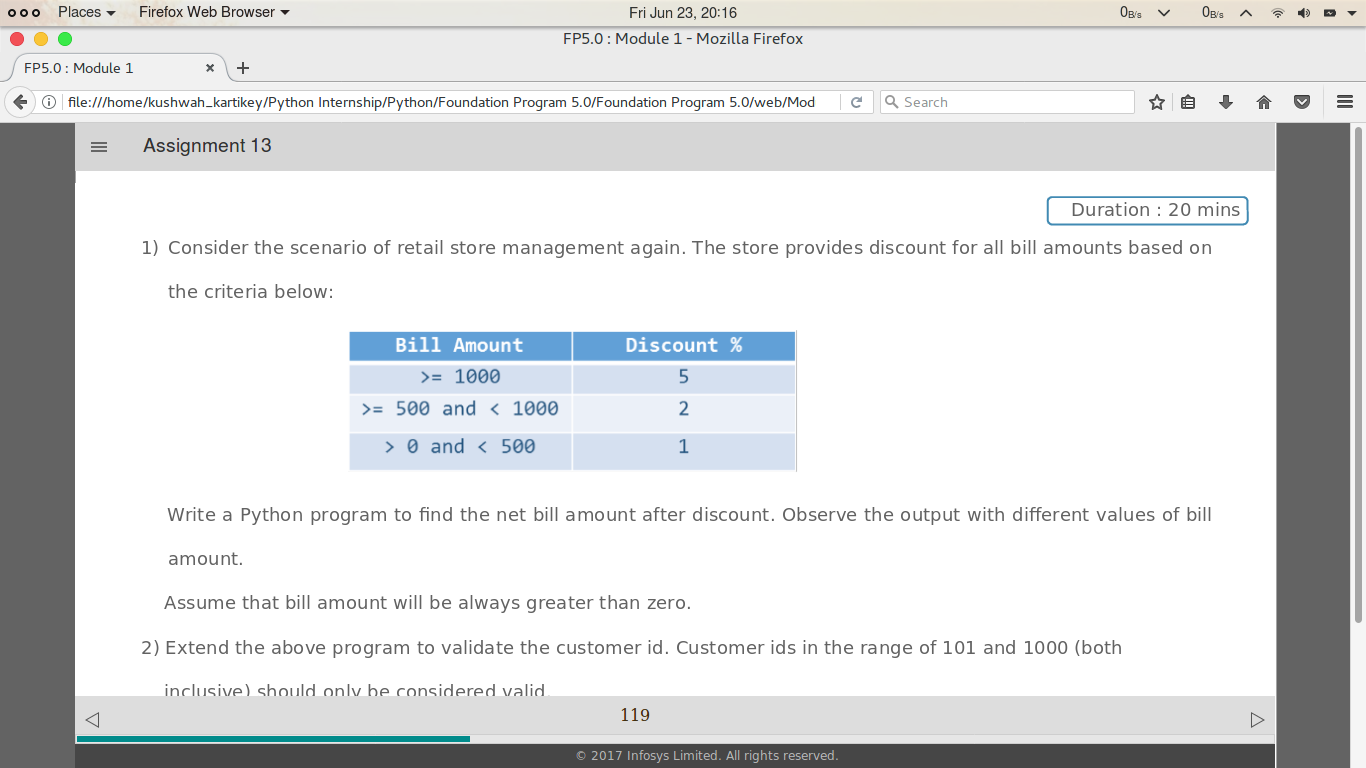 Places Firefox Web Browser Fri Jun 23, 20:16 0B/s 0B/s
FP5.0 : Module 1 - Mozilla Firefox
FP5.0 : Module 1
file:///home/kushwah_kartikey/Python Internship/Python/Foundation Program 5.0/Foundation Program 5.0/web/Mod Search
Assignment 13
Duration : 20 mins
1) Consider the scenario of retail store management again. The store provides discount for all bill amounts based on
the criteria below:
Bill Amount Discount %
>= 1000 5
>= 500 and < 1000 2
> 0 and < 500 1
Write a Python program to find the net bill amount after discount. Observe the output with different values of bill
amount.
Assume that bill amount will be always greater than zero.
2) Extend the above program to validate the customer id. Customer ids in the range of 101 and 1000 (both
inclusive) should only be considered valid.
119
© 2017 Infosys Limited. All rights reserved.